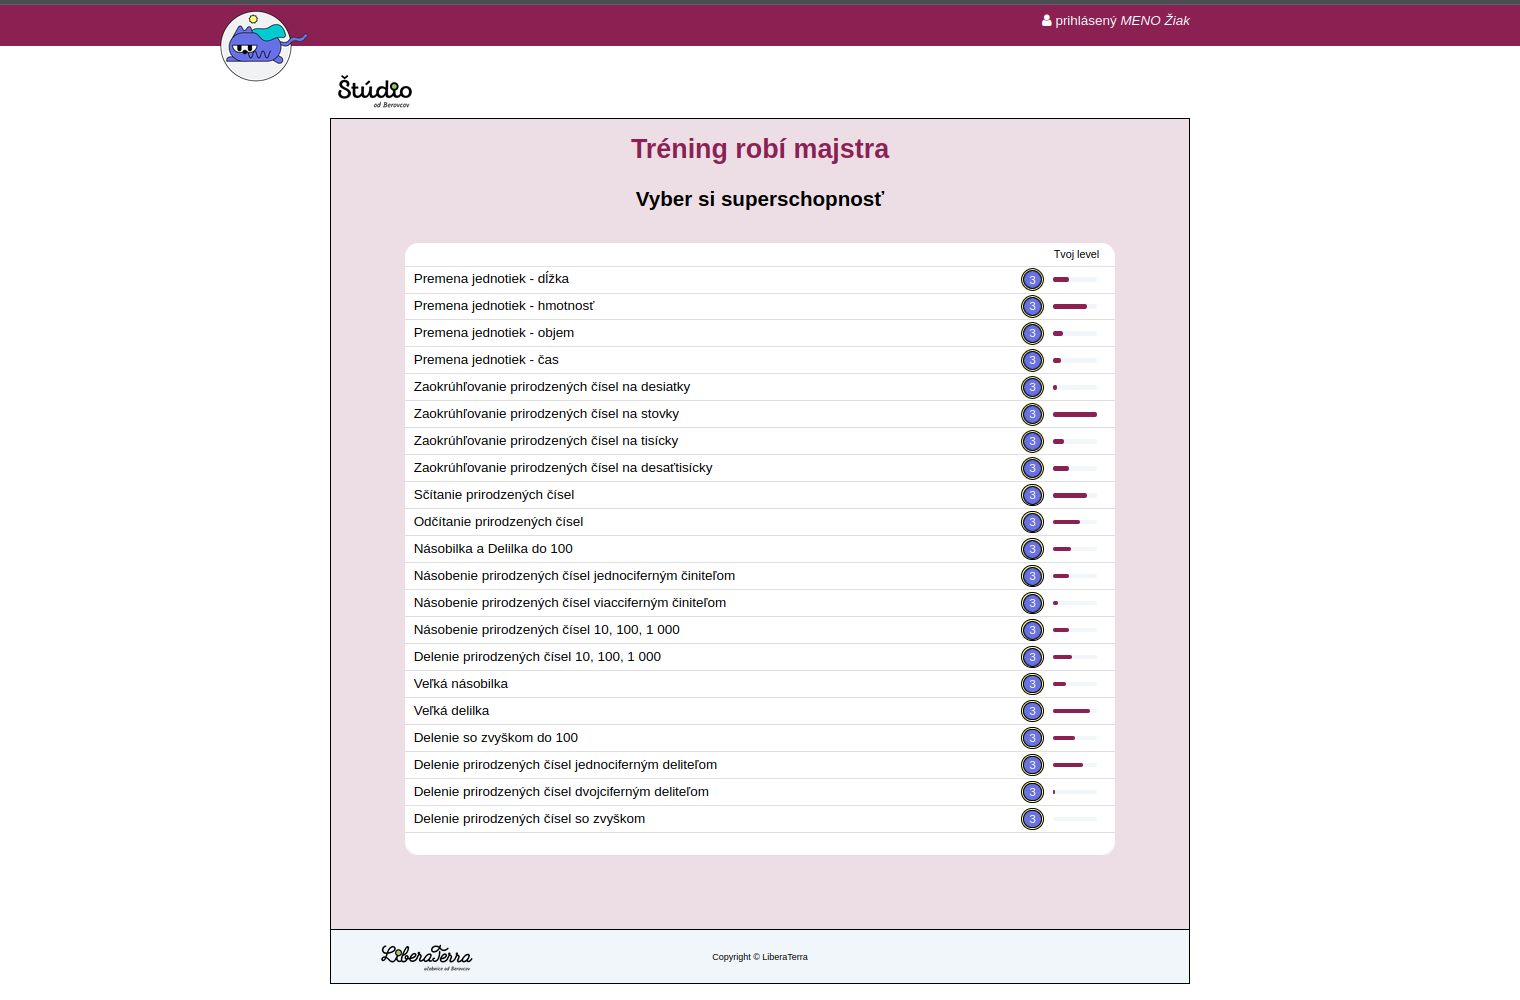 prihlásený MENO Žiak
Štúdio
od Berovcov
Tréning robí majstra
Vyber si superschopnosť
Tvoj level
Premena jednotiek - dĺžka 3
Premena jednotiek - hmotnosť 3
Premena jednotiek - objem 3
Premena jednotiek - čas 3
Zaokrúhľovanie prirodzených čísel na desiatky 3
Zaokrúhľovanie prirodzených čísel na stovky 3
Zaokrúhľovanie prirodzených čísel na tisícky 3
Zaokrúhľovanie prirodzených čísel na desaťtisícky 3
Sčítanie prirodzených čísel 3
Odčítanie prirodzených čísel 3
Násobilka a Delilka do 100 3
Násobenie prirodzených čísel jednociferným činiteľom 3
Násobenie prirodzených čísel viacciferným činiteľom 3
Násobenie prirodzených čísel 10, 100, 1 000 3
Delenie prirodzených čísel 10, 100, 1 000 3
Veľká násobilka 3
Veľká delilka 3
Delenie so zvyškom do 100 3
Delenie prirodzených čísel jednociferným deliteľom 3
Delenie prirodzených čísel dvojciferným deliteľom 3
Delenie prirodzených čísel so zvyškom 3
LiberaTerra
učebnice od Berovcov
Copyright © LiberaTerra